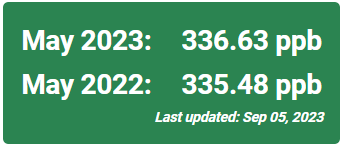 May 2023: 336.63 ppb
May 2022: 335.48 ppb
Last updated: Sep 05, 2023